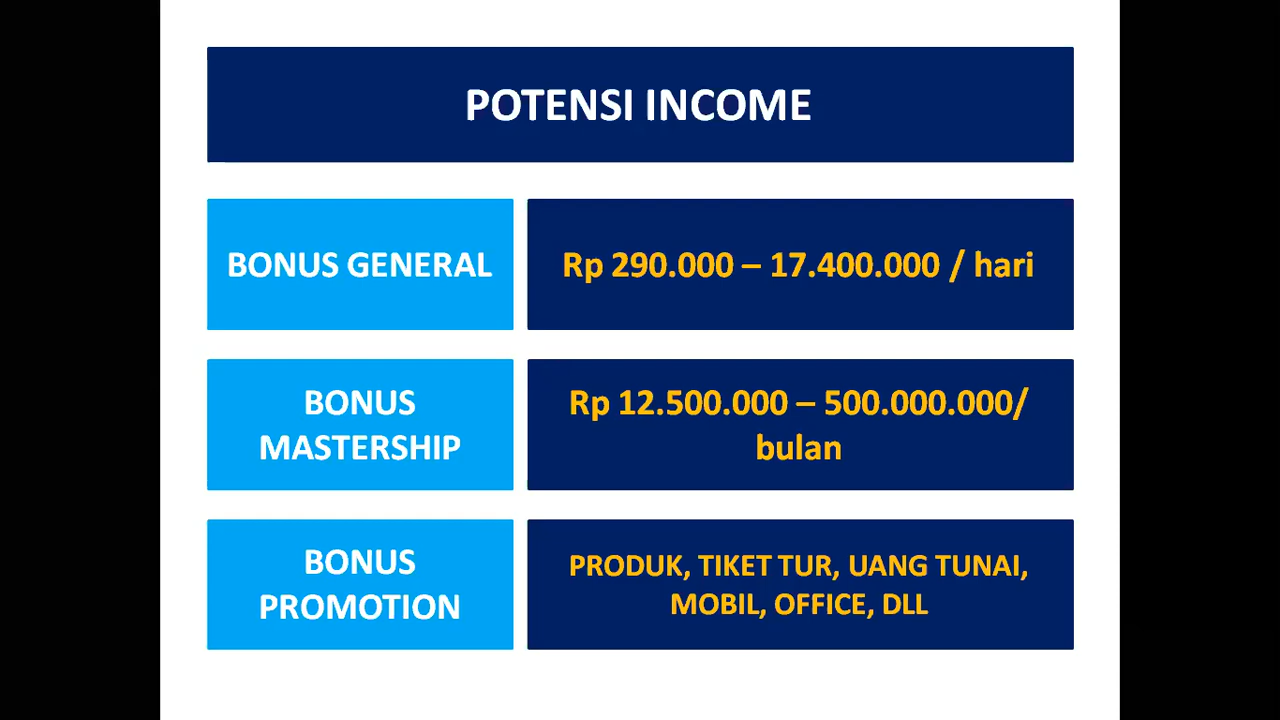 POTENSI INCOME
BONUS GENERAL
Rp 290.000 – 17.400.000 / hari
BONUS
MASTERSHIP
Rp 12.500.000 – 500.000.000/
bulan
BONUS
PROMOTION
PRODUK, TIKET TUR, UANG TUNAI,
MOBIL, OFFICE, DLL